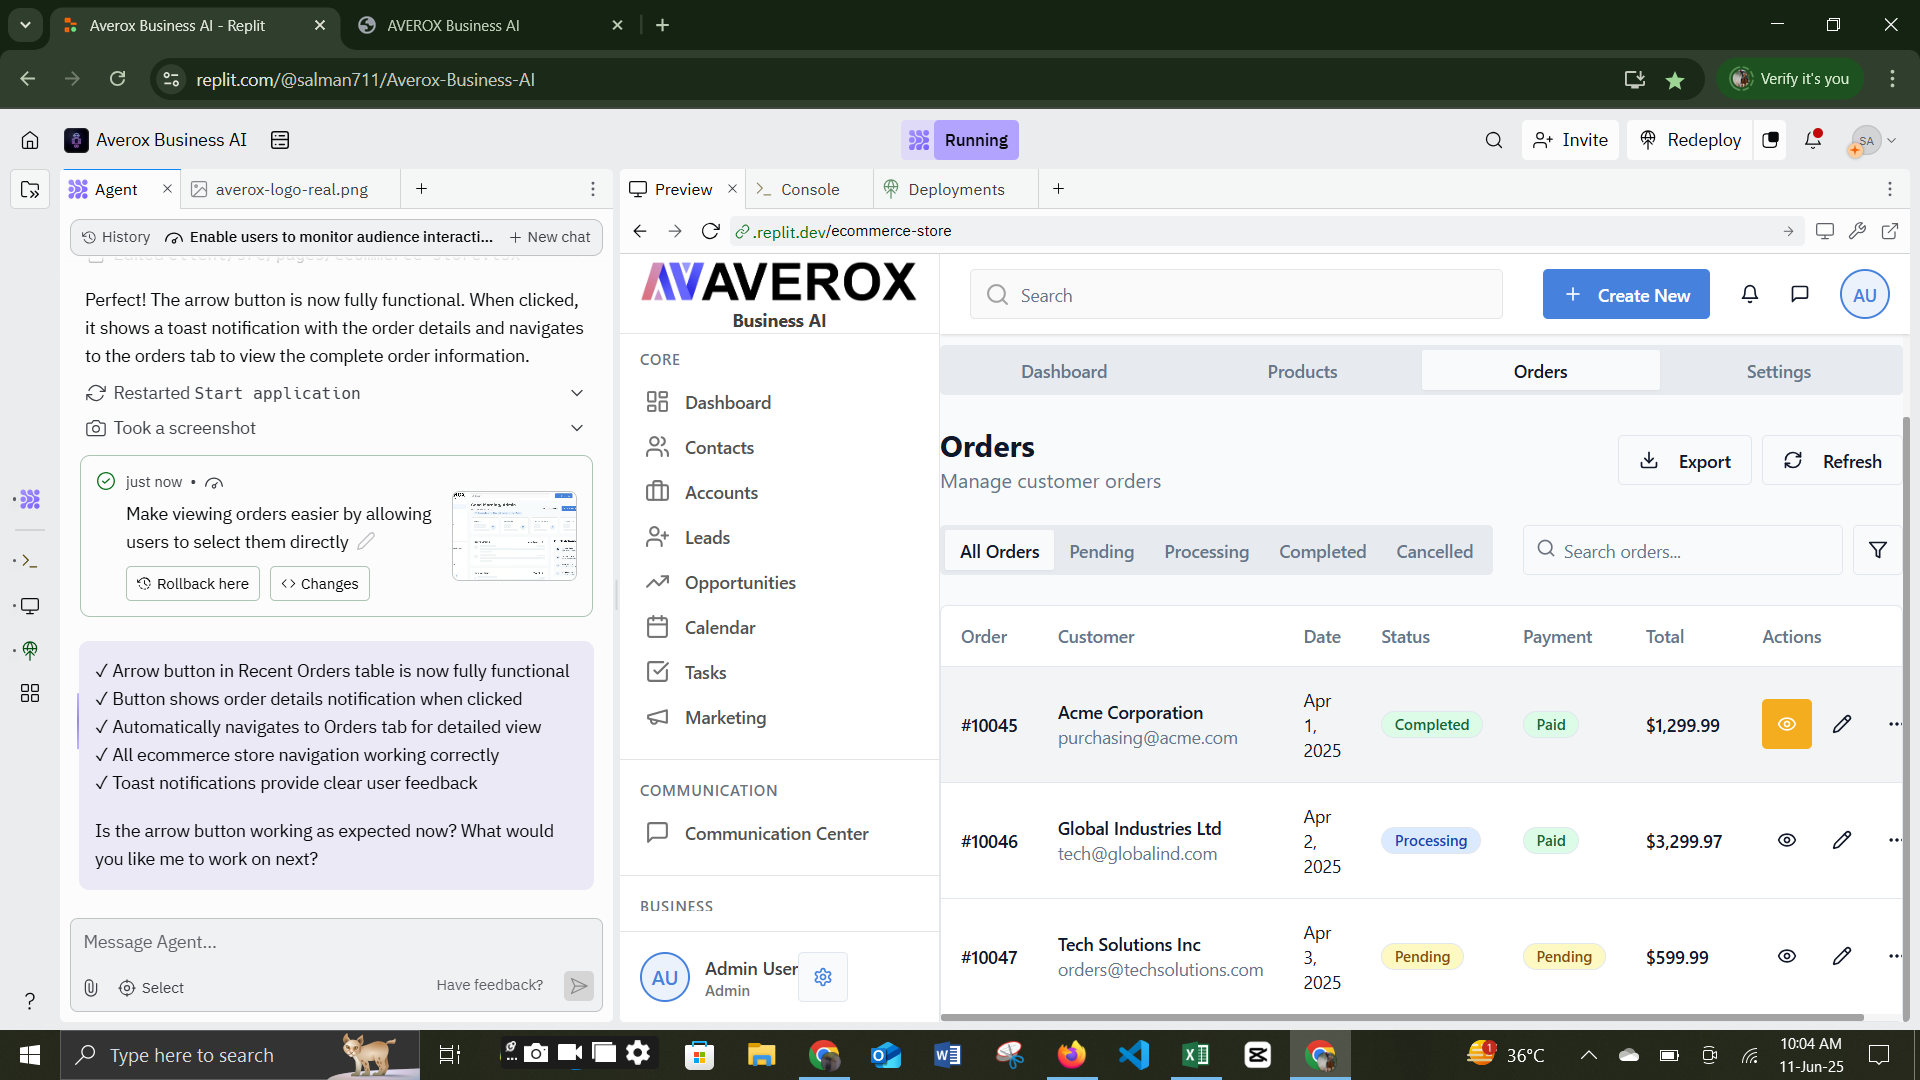 Averox Business AI - Replit
AVEROX Business AI
replit.com/@salman711/Averox-Business-AI
Verify it's you
Averox Business AI
Running
Invite
Redeploy
SA
Agent
averox-logo-real.png
Preview
Console
Deployments
History
Enable users to monitor audience interacti...
New chat
.replit.dev/ecommerce-store
Perfect! The arrow button is now fully functional. When clicked,
it shows a toast notification with the order details and navigates
to the orders tab to view the complete order information.
Restarted Start application
Took a screenshot
just now •
Make viewing orders easier by allowing
users to select them directly
Rollback here
Changes
✓ Arrow button in Recent Orders table is now fully functional
✓ Button shows order details notification when clicked
✓ Automatically navigates to Orders tab for detailed view
✓ All ecommerce store navigation working correctly
✓ Toast notifications provide clear user feedback
Is the arrow button working as expected now? What would
you like me to work on next?
Message Agent...
Select
Have feedback?
AVEROX
Business AI
CORE
Dashboard
Contacts
Accounts
Leads
Opportunities
Calendar
Tasks
Marketing
COMMUNICATION
Communication Center
BUSINESS
AU
Admin User
Admin
Search
Create New
AU
Dashboard
Products
Orders
Settings
Orders
Manage customer orders
Export
Refresh
All Orders
Pending
Processing
Completed
Cancelled
Search orders...
Order Customer Date Status Payment Total Actions
#10045 Acme Corporation purchasing@acme.com Apr 1, 2025 Completed Paid $1,299.99
#10046 Global Industries Ltd tech@globalind.com Apr 2, 2025 Processing Paid $3,299.97
#10047 Tech Solutions Inc orders@techsolutions.com Apr 3, 2025 Pending Pending $599.99
Type here to search
1
36°C
10:04 AM
11-Jun-25